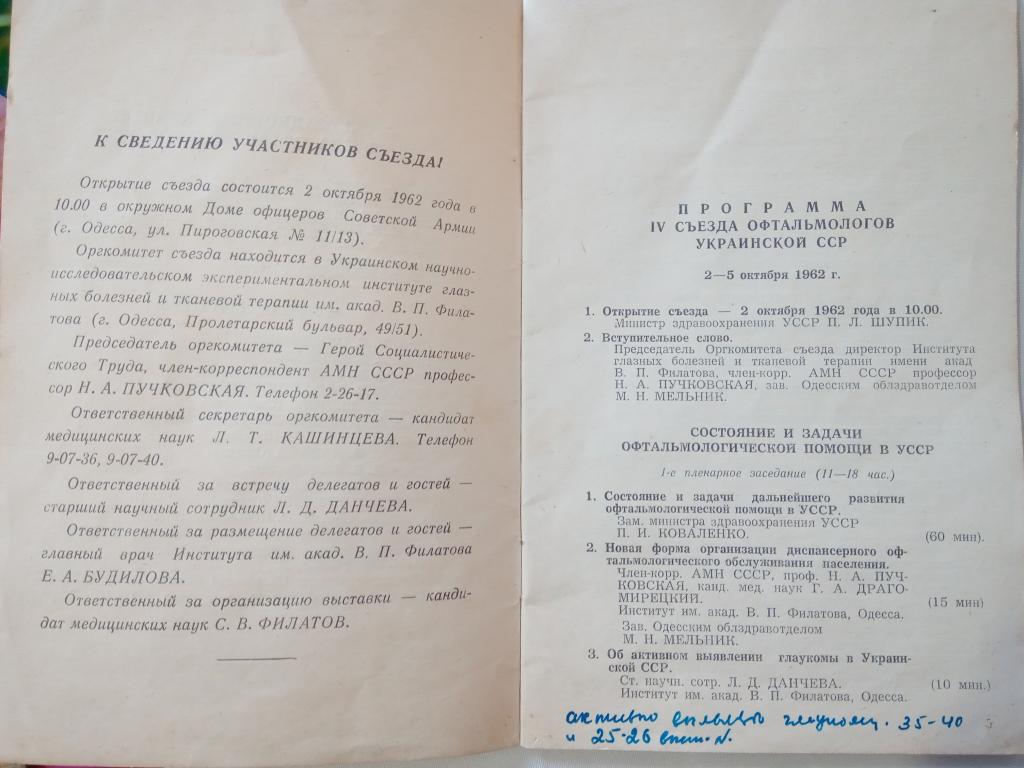 К СВЕДЕНИЮ УЧАСТНИКОВ СЪЕЗДА!
Открытие съезда состоится 2 октября 1962 года в
10.00 в окружном Доме офицеров Советской Армии
(г. Одесса, ул. Пироговская № 11/13).
Оргкомитет съезда находится в Украинском научно-
исследовательском экспериментальном институте глаз-
ных болезней и тканевой терапии им. акад. В. П. Фила-
това (г. Одесса, Пролетарский бульвар, 49/51).
Председатель оргкомитета — Герой Социалистиче-
ского Труда, член-корреспондент АМН СССР профес-
сор Н. А. ПУЧКОВСКАЯ. Телефон 2-26-17.
Ответственный секретарь оргкомитета — кандидат
медицинских наук Л. Т. КАШИНЦЕВА. Телефон
9-07-36, 9-07-40.
Ответственный за встречу делегатов и гостей —
старший научный сотрудник Л. Д. ДАНЧЕВА.
Ответственный за размещение делегатов и гостей —
главный врач Института им. акад. В. П. Филатова
Е. А. БУДИЛОВА.
Ответственный за организацию выставки — канди-
дат медицинских наук С. В. ФИЛАТОВ.
ПРОГРАММА
IV СЪЕЗДА ОФТАЛЬМОЛОГОВ
УКРАИНСКОЙ ССР
2—5 октября 1962 г.
1. Открытие съезда — 2 октября 1962 года в 10.00.
Министр здравоохранения УССР П. Л. ШУПИК.
2. Вступительное слово.
Председатель Оргкомитета съезда директор Института
глазных болезней и тканевой терапии имени акад
В. П. Филатова, член-корр. АМН СССР профессор
Н. А. ПУЧКОВСКАЯ, зав. Одесским облздравотделом
М. Н. МЕЛЬНИК.
СОСТОЯНИЕ И ЗАДАЧИ
ОФТАЛЬМОЛОГИЧЕСКОЙ ПОМОЩИ В УССР
1-е пленарное заседание (11—18 час.)
1. Состояние и задачи дальнейшего развития
офтальмологической помощи в УССР.
Зам. министра здравоохранения УССР
П. И. КОВАЛЕНКО. (60 мин).
2. Новая форма организации диспансерного оф-
тальмологического обслуживания населения.
Член-корр. АМН СССР, проф. Н. А. ПУЧ-
КОВСКАЯ, канд. мед. наук Г. А. ДРАГО-
МИРЕЦКИЙ. (15 мин)
Институт им. акад. В. П. Филатова, Одесса.
Зав. Одесским облздравотделом
М. Н. МЕЛЬНИК.
3. Об активном выявлении глаукомы в Украин-
ской ССР.
Ст. научн. сотр. Л. Д. ДАНЧЕВА. (10 мин.)
Институт им. акад. В. П. Филатова, Одесса.
активно 35-40
и 25-26